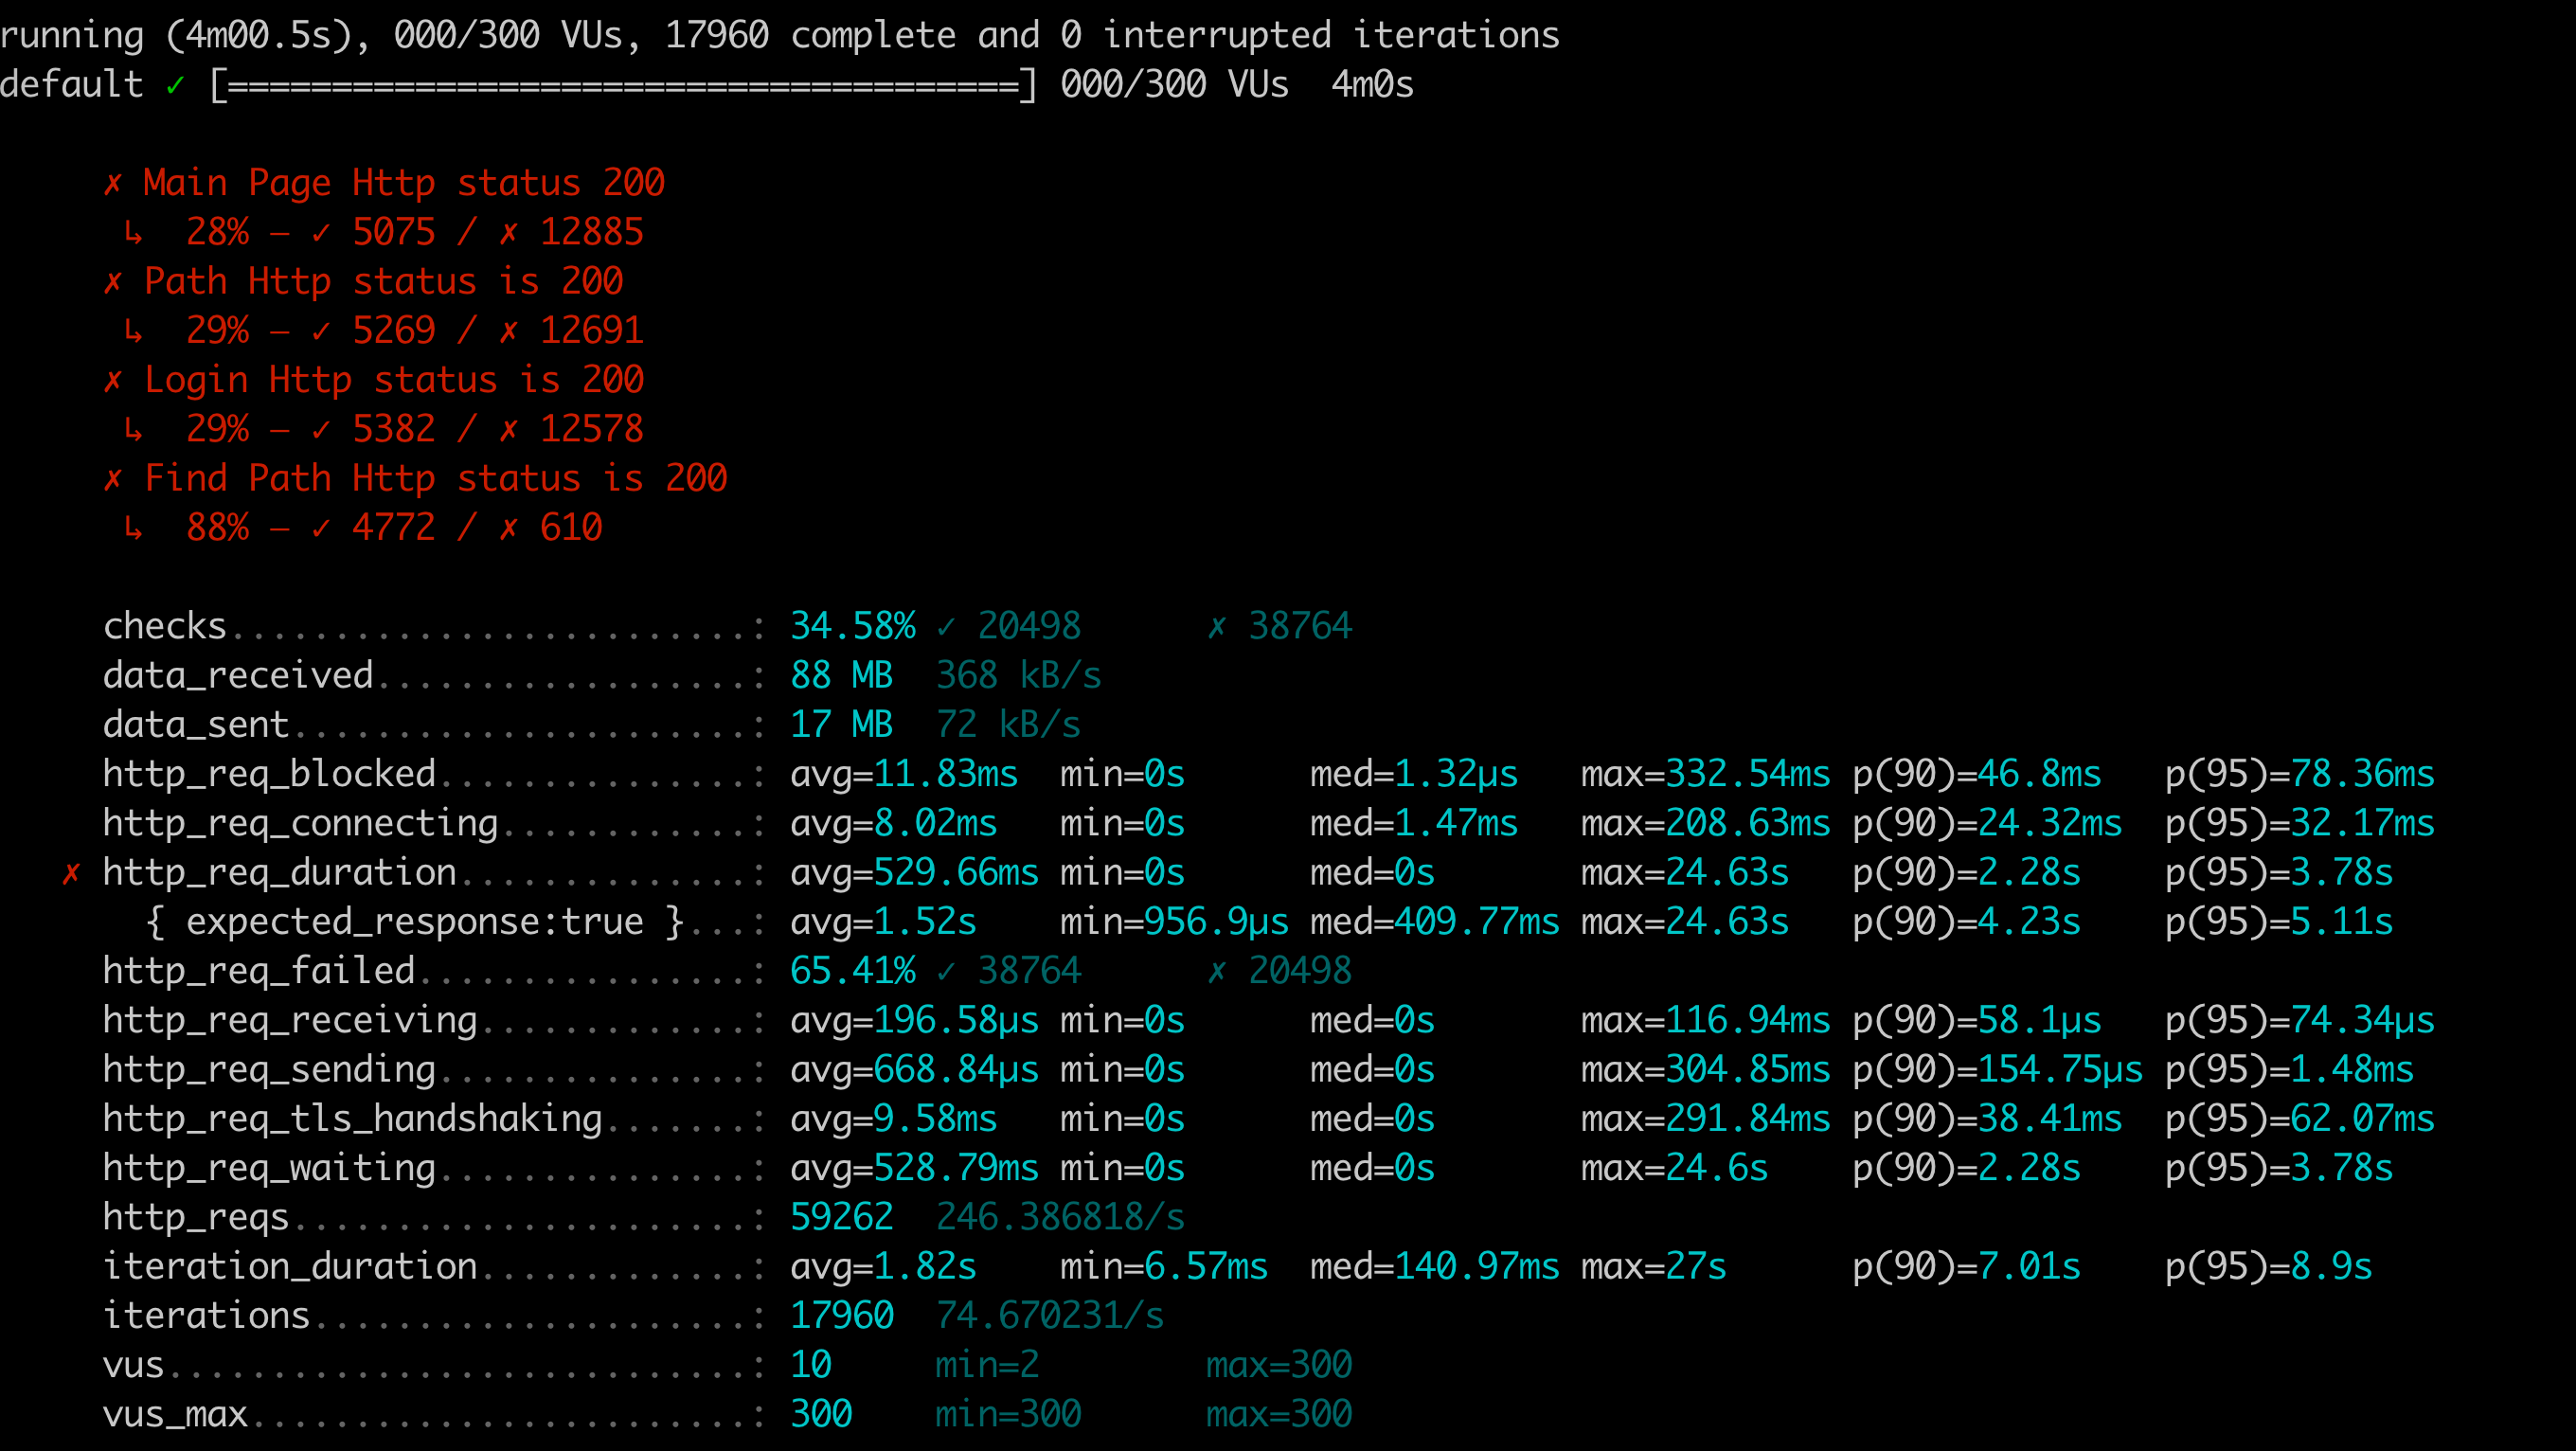 running (4m00.5s), 000/300 VUs, 17960 complete and 0 interrupted iterations
default ✓ [======================================] 000/300 VUs  4m0s
✗ Main Page Http status 200
↳  28% — ✓ 5075 / ✗ 12885
✗ Path Http status is 200
↳  29% — ✓ 5269 / ✗ 12691
✗ Login Http status is 200
↳  29% — ✓ 5382 / ✗ 12578
✗ Find Path Http status is 200
↳  88% — ✓ 4772 / ✗ 610
checks.........................: 34.58% ✓ 20498      ✗ 38764
data_received..................: 88 MB  368 kB/s
data_sent......................: 17 MB  72 kB/s
http_req_blocked...............: avg=11.83ms  min=0s      med=1.32µs   max=332.54ms p(90)=46.8ms   p(95)=78.36ms
http_req_connecting............: avg=8.02ms   min=0s      med=1.47ms   max=208.63ms p(90)=24.32ms  p(95)=32.17ms
✗ http_req_duration..............: avg=529.66ms min=0s      med=0s       max=24.63s   p(90)=2.28s    p(95)=3.78s
{ expected_response:true }...: avg=1.52s    min=956.9µs med=409.77ms max=24.63s   p(90)=4.23s    p(95)=5.11s
http_req_failed................: 65.41% ✓ 38764      ✗ 20498
http_req_receiving.............: avg=196.58µs min=0s      med=0s       max=116.94ms p(90)=58.1µs   p(95)=74.34µs
http_req_sending...............: avg=668.84µs min=0s      med=0s       max=304.85ms p(90)=154.75µs p(95)=1.48ms
http_req_tls_handshaking.......: avg=9.58ms   min=0s      med=0s       max=291.84ms p(90)=38.41ms  p(95)=62.07ms
http_req_waiting...............: avg=528.79ms min=0s      med=0s       max=24.6s    p(90)=2.28s    p(95)=3.78s
http_reqs......................: 59262  246.386818/s
iteration_duration.............: avg=1.82s    min=6.57ms  med=140.97ms max=27s      p(90)=7.01s    p(95)=8.9s
iterations.....................: 17960  74.670231/s
vus............................: 10     min=2        max=300
vus_max........................: 300    min=300      max=300